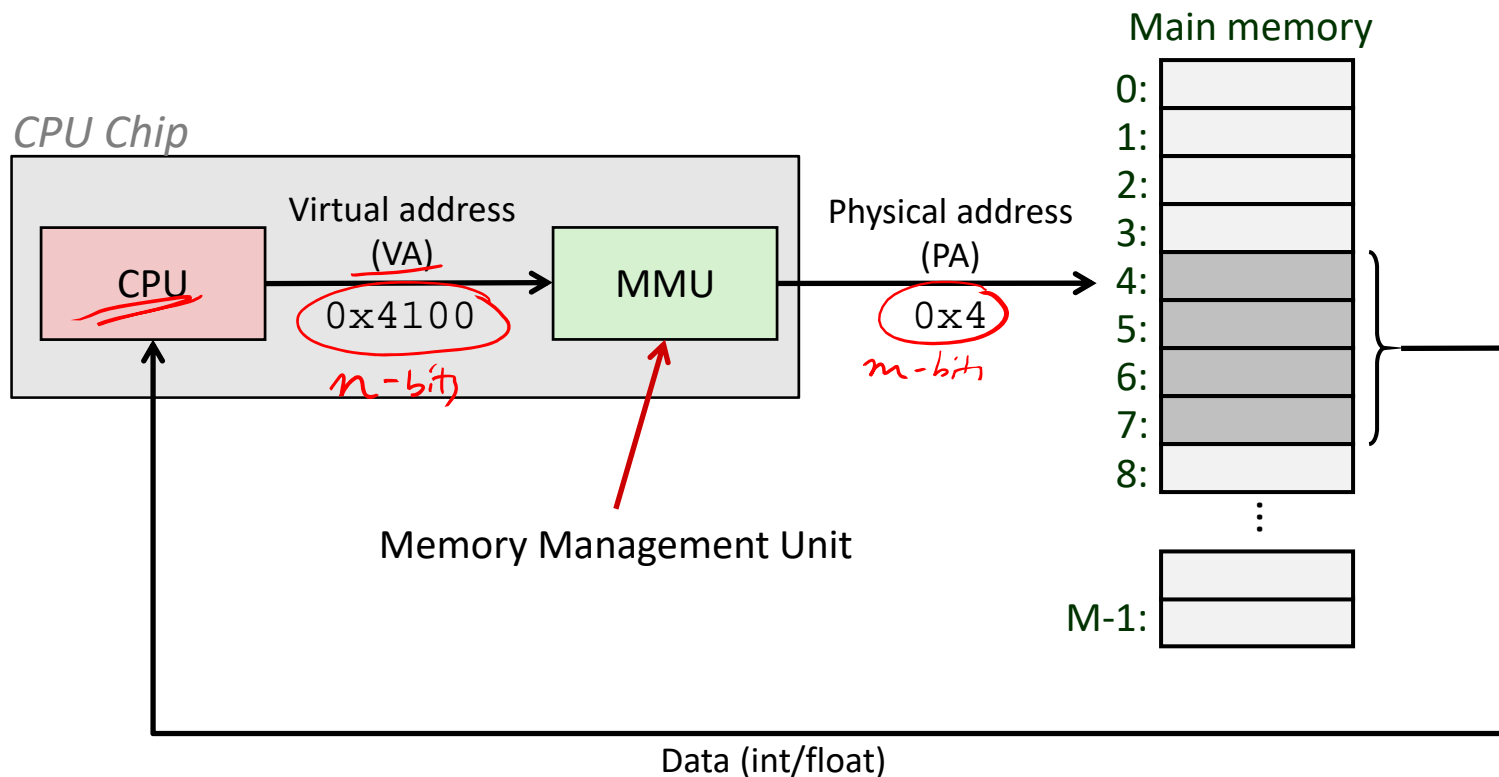 Main memory
CPU Chip
0:
1:
2:
3:
4:
5:
6:
7:
8:
⋮
M-1:
Virtual address
(VA)
CPU
0x4100
n-bits
MMU
Physical address
(PA)
0x4
m-bits
Memory Management Unit
Data (int/float)